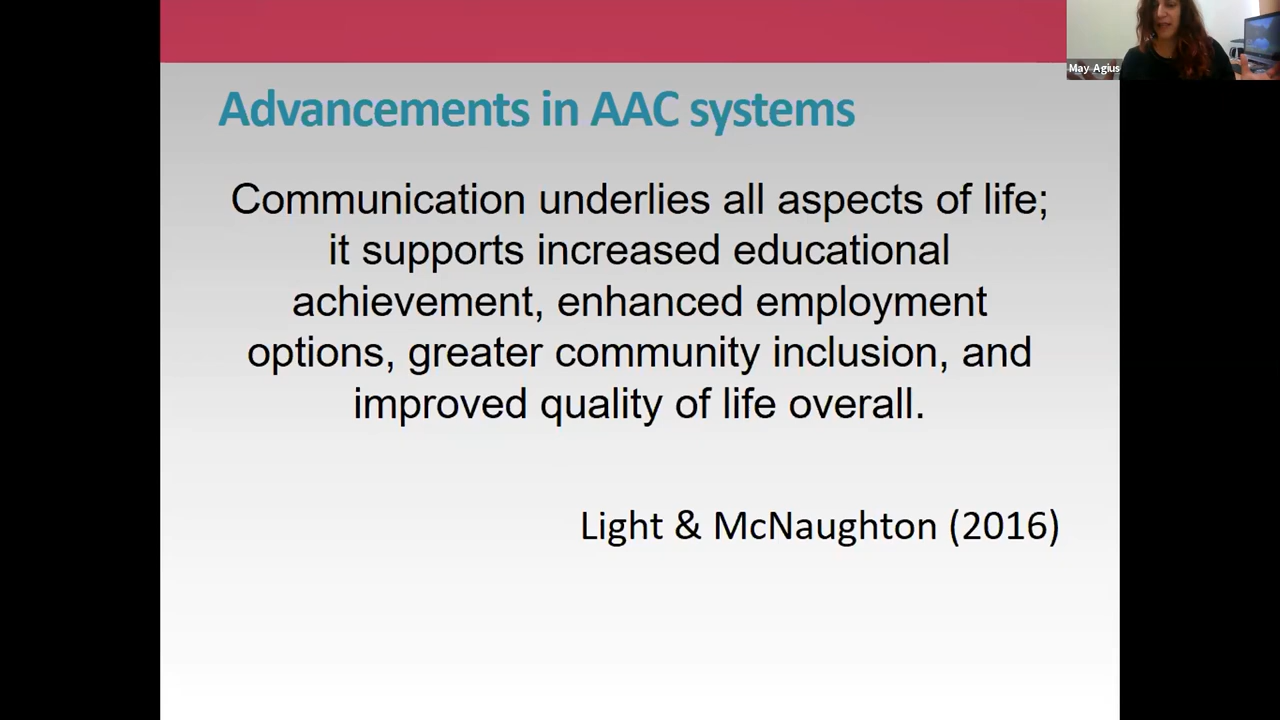 May Agius
Advancements in AAC systems
Communication underlies all aspects of life;
it supports increased educational
achievement, enhanced employment
options, greater community inclusion, and
improved quality of life overall.
Light & McNaughton (2016)